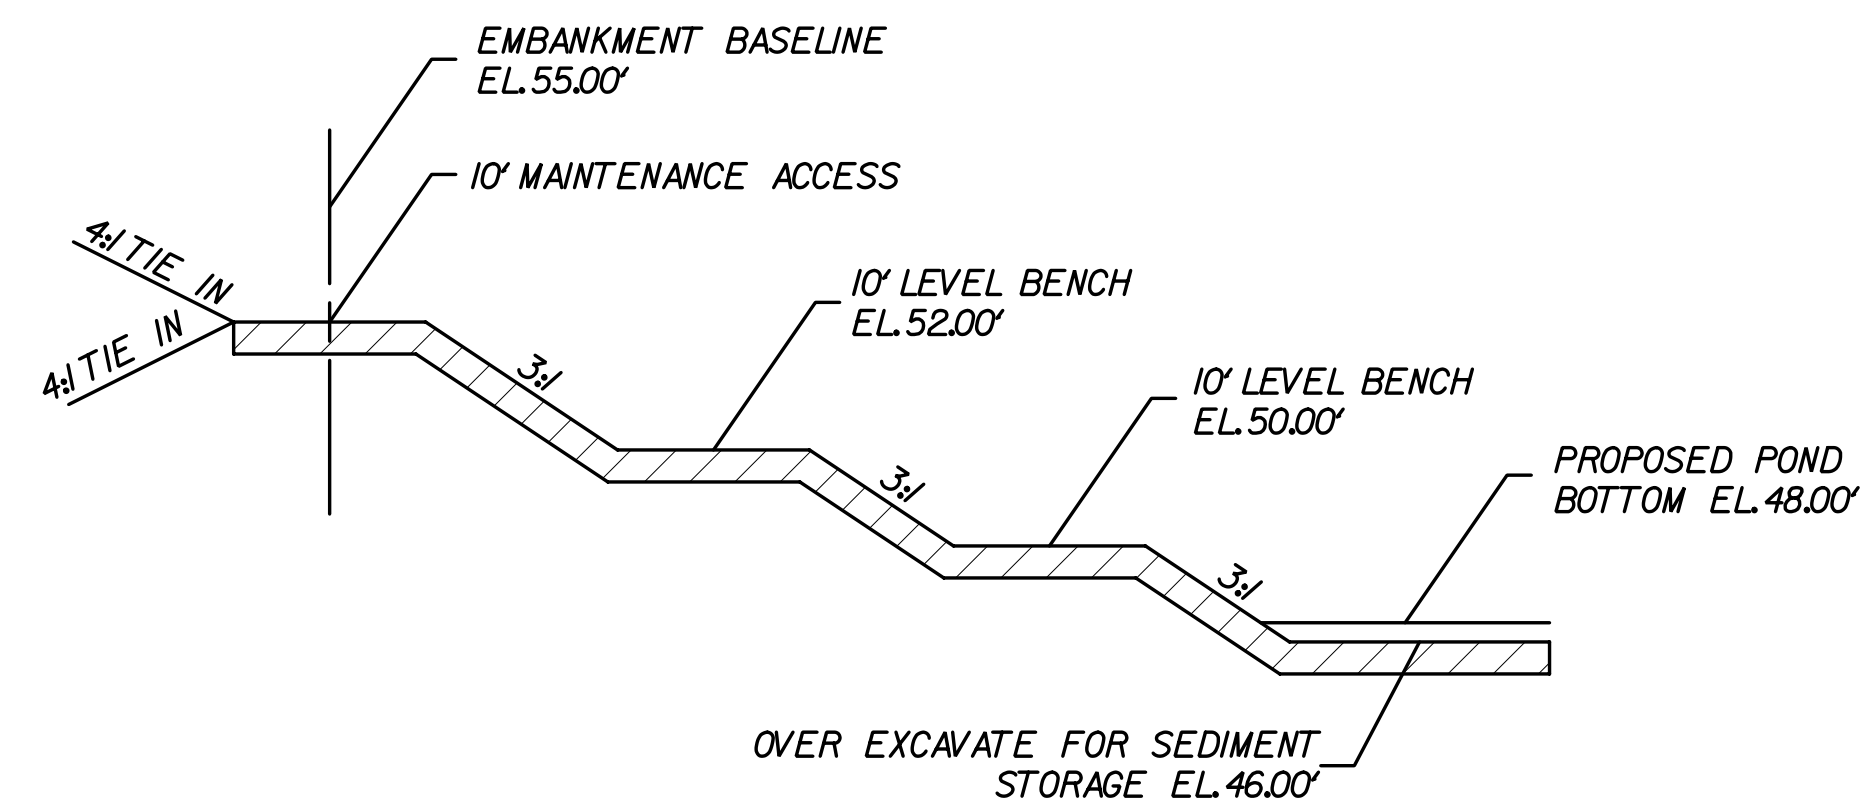 EMBANKMENT BASELINE
EL. 55.00'
10' MAINTENANCE ACCESS
4:1 TIE IN
4:1 TIE IN
10' LEVEL BENCH
EL. 52.00'
3:1
10' LEVEL BENCH
EL. 50.00'
3:1
PROPOSED POND
BOTTOM EL. 48.00'
3:1
OVER EXCAVATE FOR SEDIMENT
STORAGE EL. 46.00'